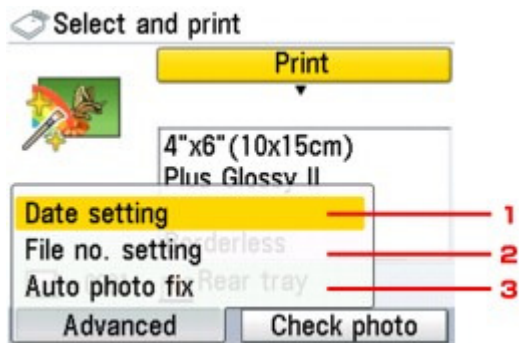 Select and print
Print
4"x6"(10x15cm)
Plus Glossy II
Date setting
1
Borderless
File no. setting
2
Rear tray
Auto photo fix
3
Advanced
Check photo